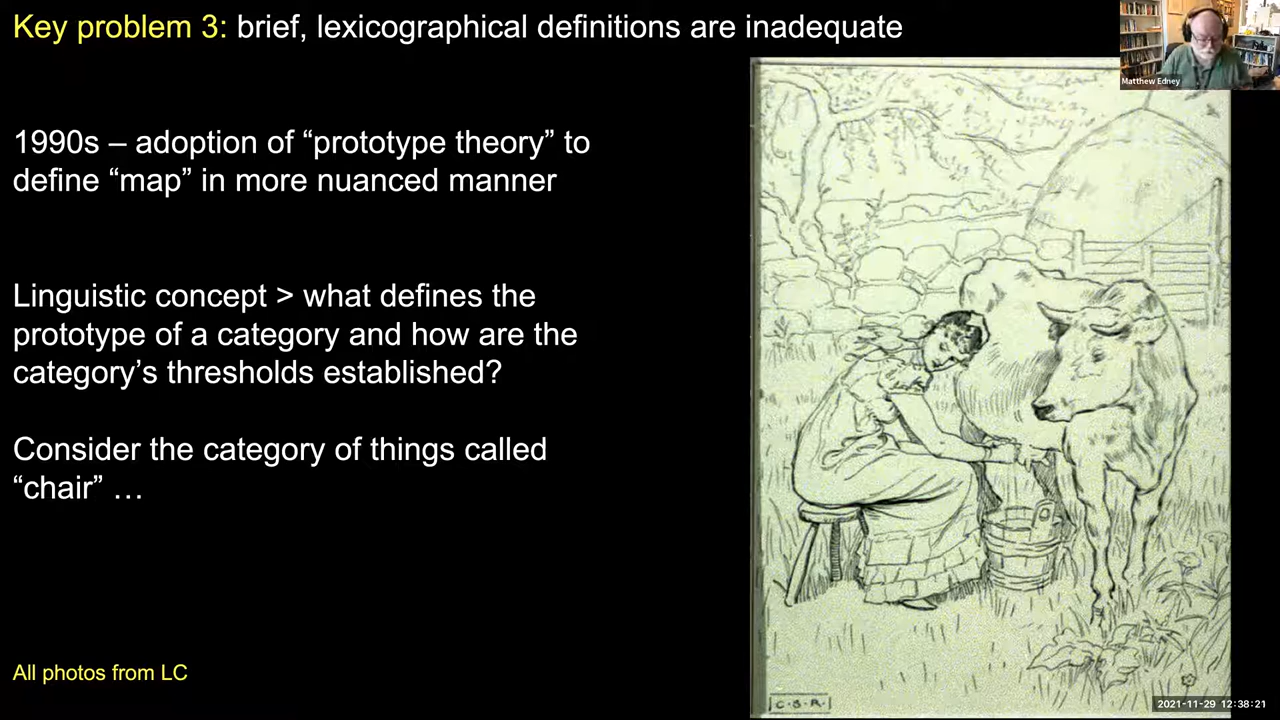 Key problem 3: brief, lexicographical definitions are inadequate
Matthew Edney
1990s – adoption of “prototype theory” to
define “map” in more nuanced manner
Linguistic concept > what defines the
prototype of a category and how are the
category’s thresholds established?
Consider the category of things called
“chair” …
All photos from LC
C.S.R.
2021-11-29 12:38:21